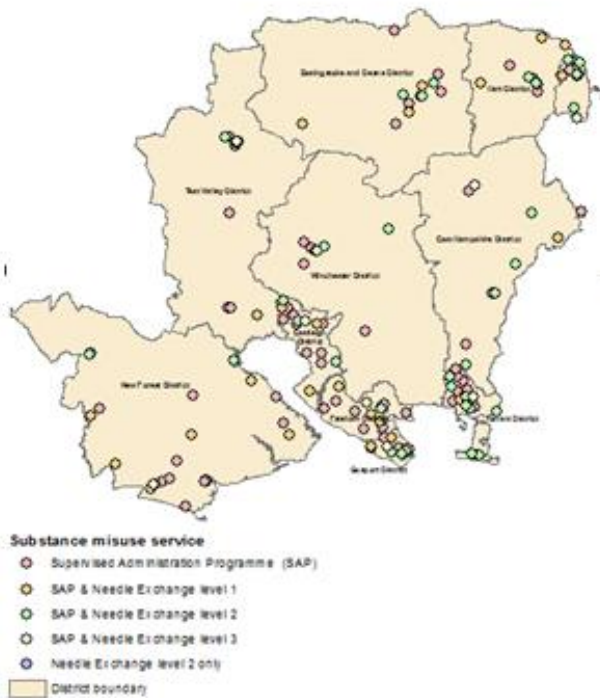 Basingstoke and Deane District
Hart District
Test Valley District
East Hampshire District
Winchester District
Eastleigh
District
New Forest District
Havant District
Gosport District
Substance misuse service
Supervised Administration Programme (SAP)
SAP & Needle Exchange level 1
SAP & Needle Exchange level 2
SAP & Needle Exchange level 3
Needle Exchange level 2 only
District boundary